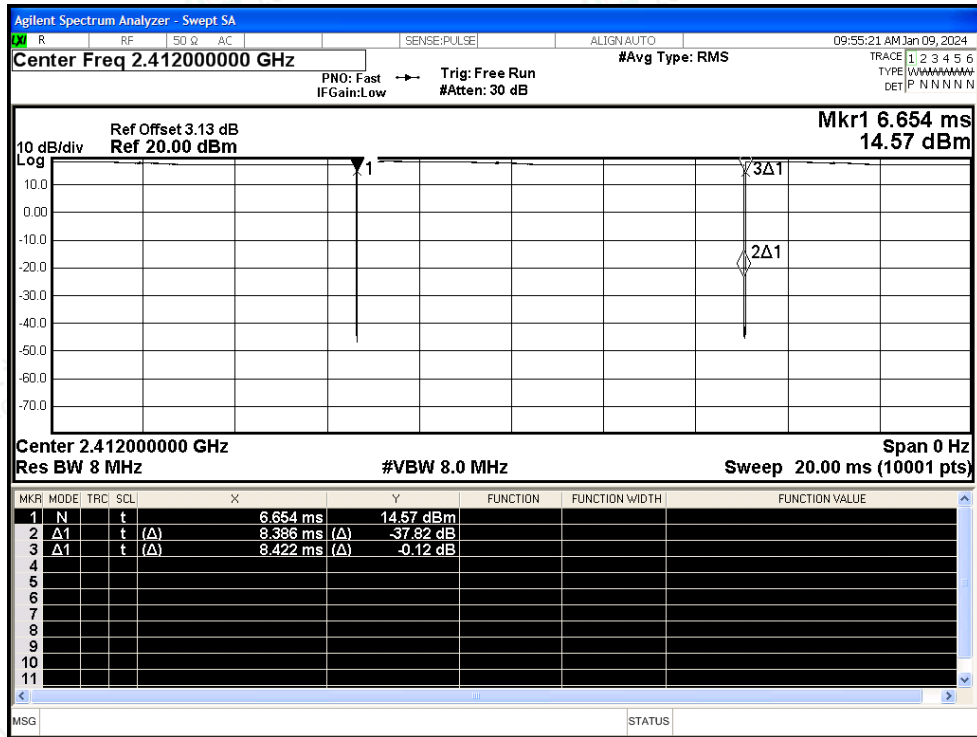 Agilent Spectrum Analyzer - Swept SA
LXI R RF 50 Ω AC SENSE:PULSE ALIGN AUTO 09:55:21 AM Jan 09, 2024
Center Freq 2.412000000 GHz #Avg Type: RMS TRACE 1 2 3 4 5 6
PNO: Fast Trig: Free Run TYPE WWWWWW
IFGain:Low #Atten: 30 dB DET P N N N N N
Mkr1 6.654 ms
Ref Offset 3.13 dB
10 dB/div Ref 20.00 dBm 14.57 dBm
Log
1 3Δ1
10.0
0.00
-10.0
2Δ1
-20.0
-30.0
-40.0
-50.0
-60.0
-70.0
Center 2.412000000 GHz Span 0 Hz
Res BW 8 MHz #VBW 8.0 MHz Sweep 20.00 ms (10001 pts)
MKR MODE TRC SCL X Y FUNCTION FUNCTION WIDTH FUNCTION VALUE
1 N t 6.654 ms 14.57 dBm
2 Δ1 t (Δ) 8.386 ms (Δ) -37.82 dB
3 Δ1 t (Δ) 8.422 ms (Δ) -0.12 dB
4
5
6
7
8
9
10
11
MSG STATUS